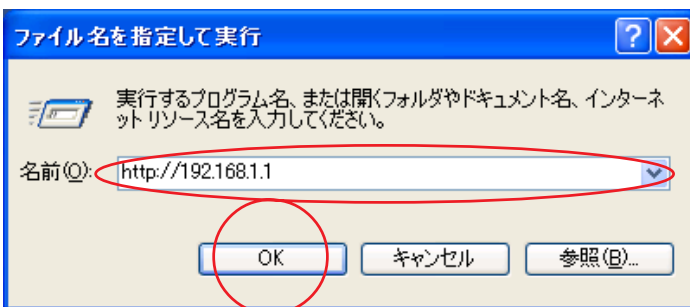 ファイル名を指定して実行
実行するプログラム名、または開くフォルダやドキュメント名、インターネ
ットリソース名を入力してください。
名前(O): http://192.168.1.1
OK キャンセル 参照(B)...